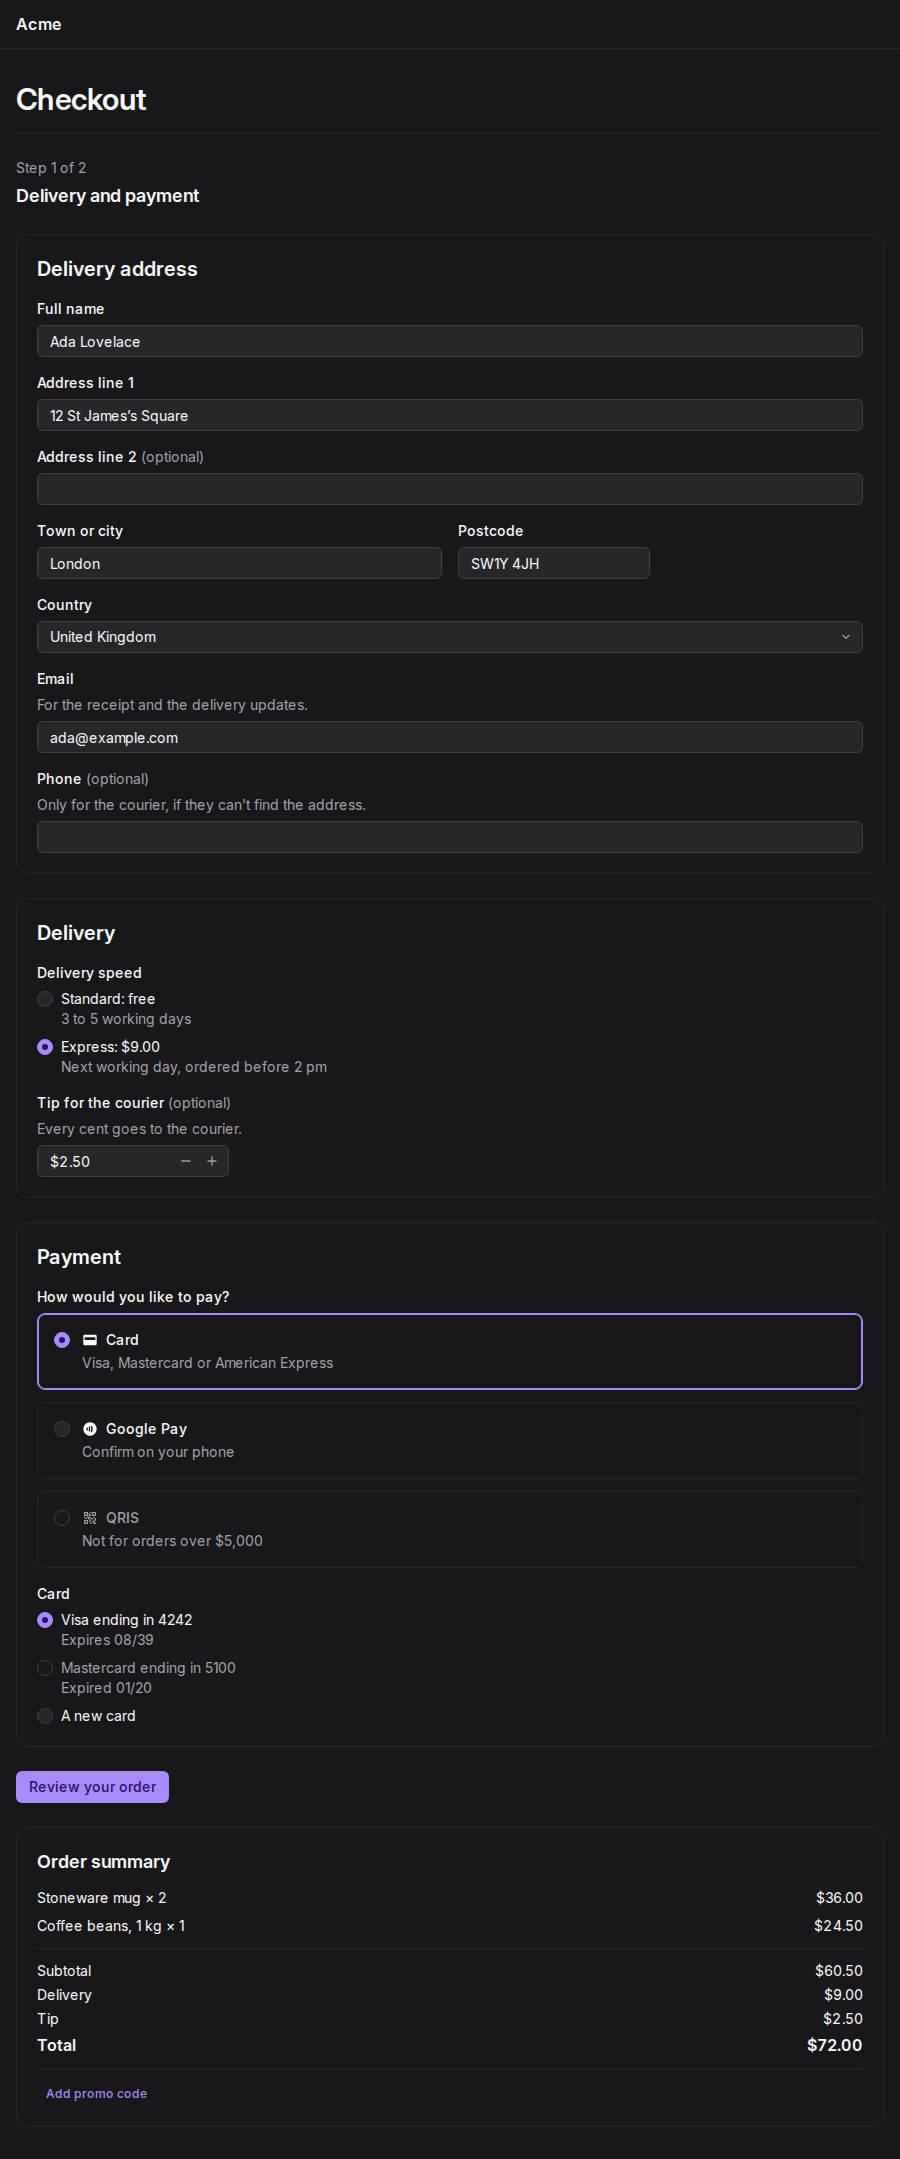 Acme
Checkout
Step 1 of 2
Delivery and payment
Delivery address
Full name
Ada Lovelace
Address line 1
12 St James’s Square
Address line 2 (optional)
Town or city
Postcode
London
SW1Y 4JH
Country
United Kingdom
Email
For the receipt and the delivery updates.
ada@example.com
Phone (optional)
Only for the courier, if they can’t find the address.
Delivery
Delivery speed
Standard: free
3 to 5 working days
Express: $9.00
Next working day, ordered before 2 pm
Tip for the courier (optional)
Every cent goes to the courier.
$2.50
Payment
How would you like to pay?
Card
Visa, Mastercard or American Express
Google Pay
Confirm on your phone
QRIS
Not for orders over $5,000
Card
Visa ending in 4242
Expires 08/39
Mastercard ending in 5100
Expired 01/20
A new card
Review your order
Order summary
Stoneware mug × 2 $36.00
Coffee beans, 1 kg × 1 $24.50
Subtotal $60.50
Delivery $9.00
Tip $2.50
Total $72.00
Add promo code